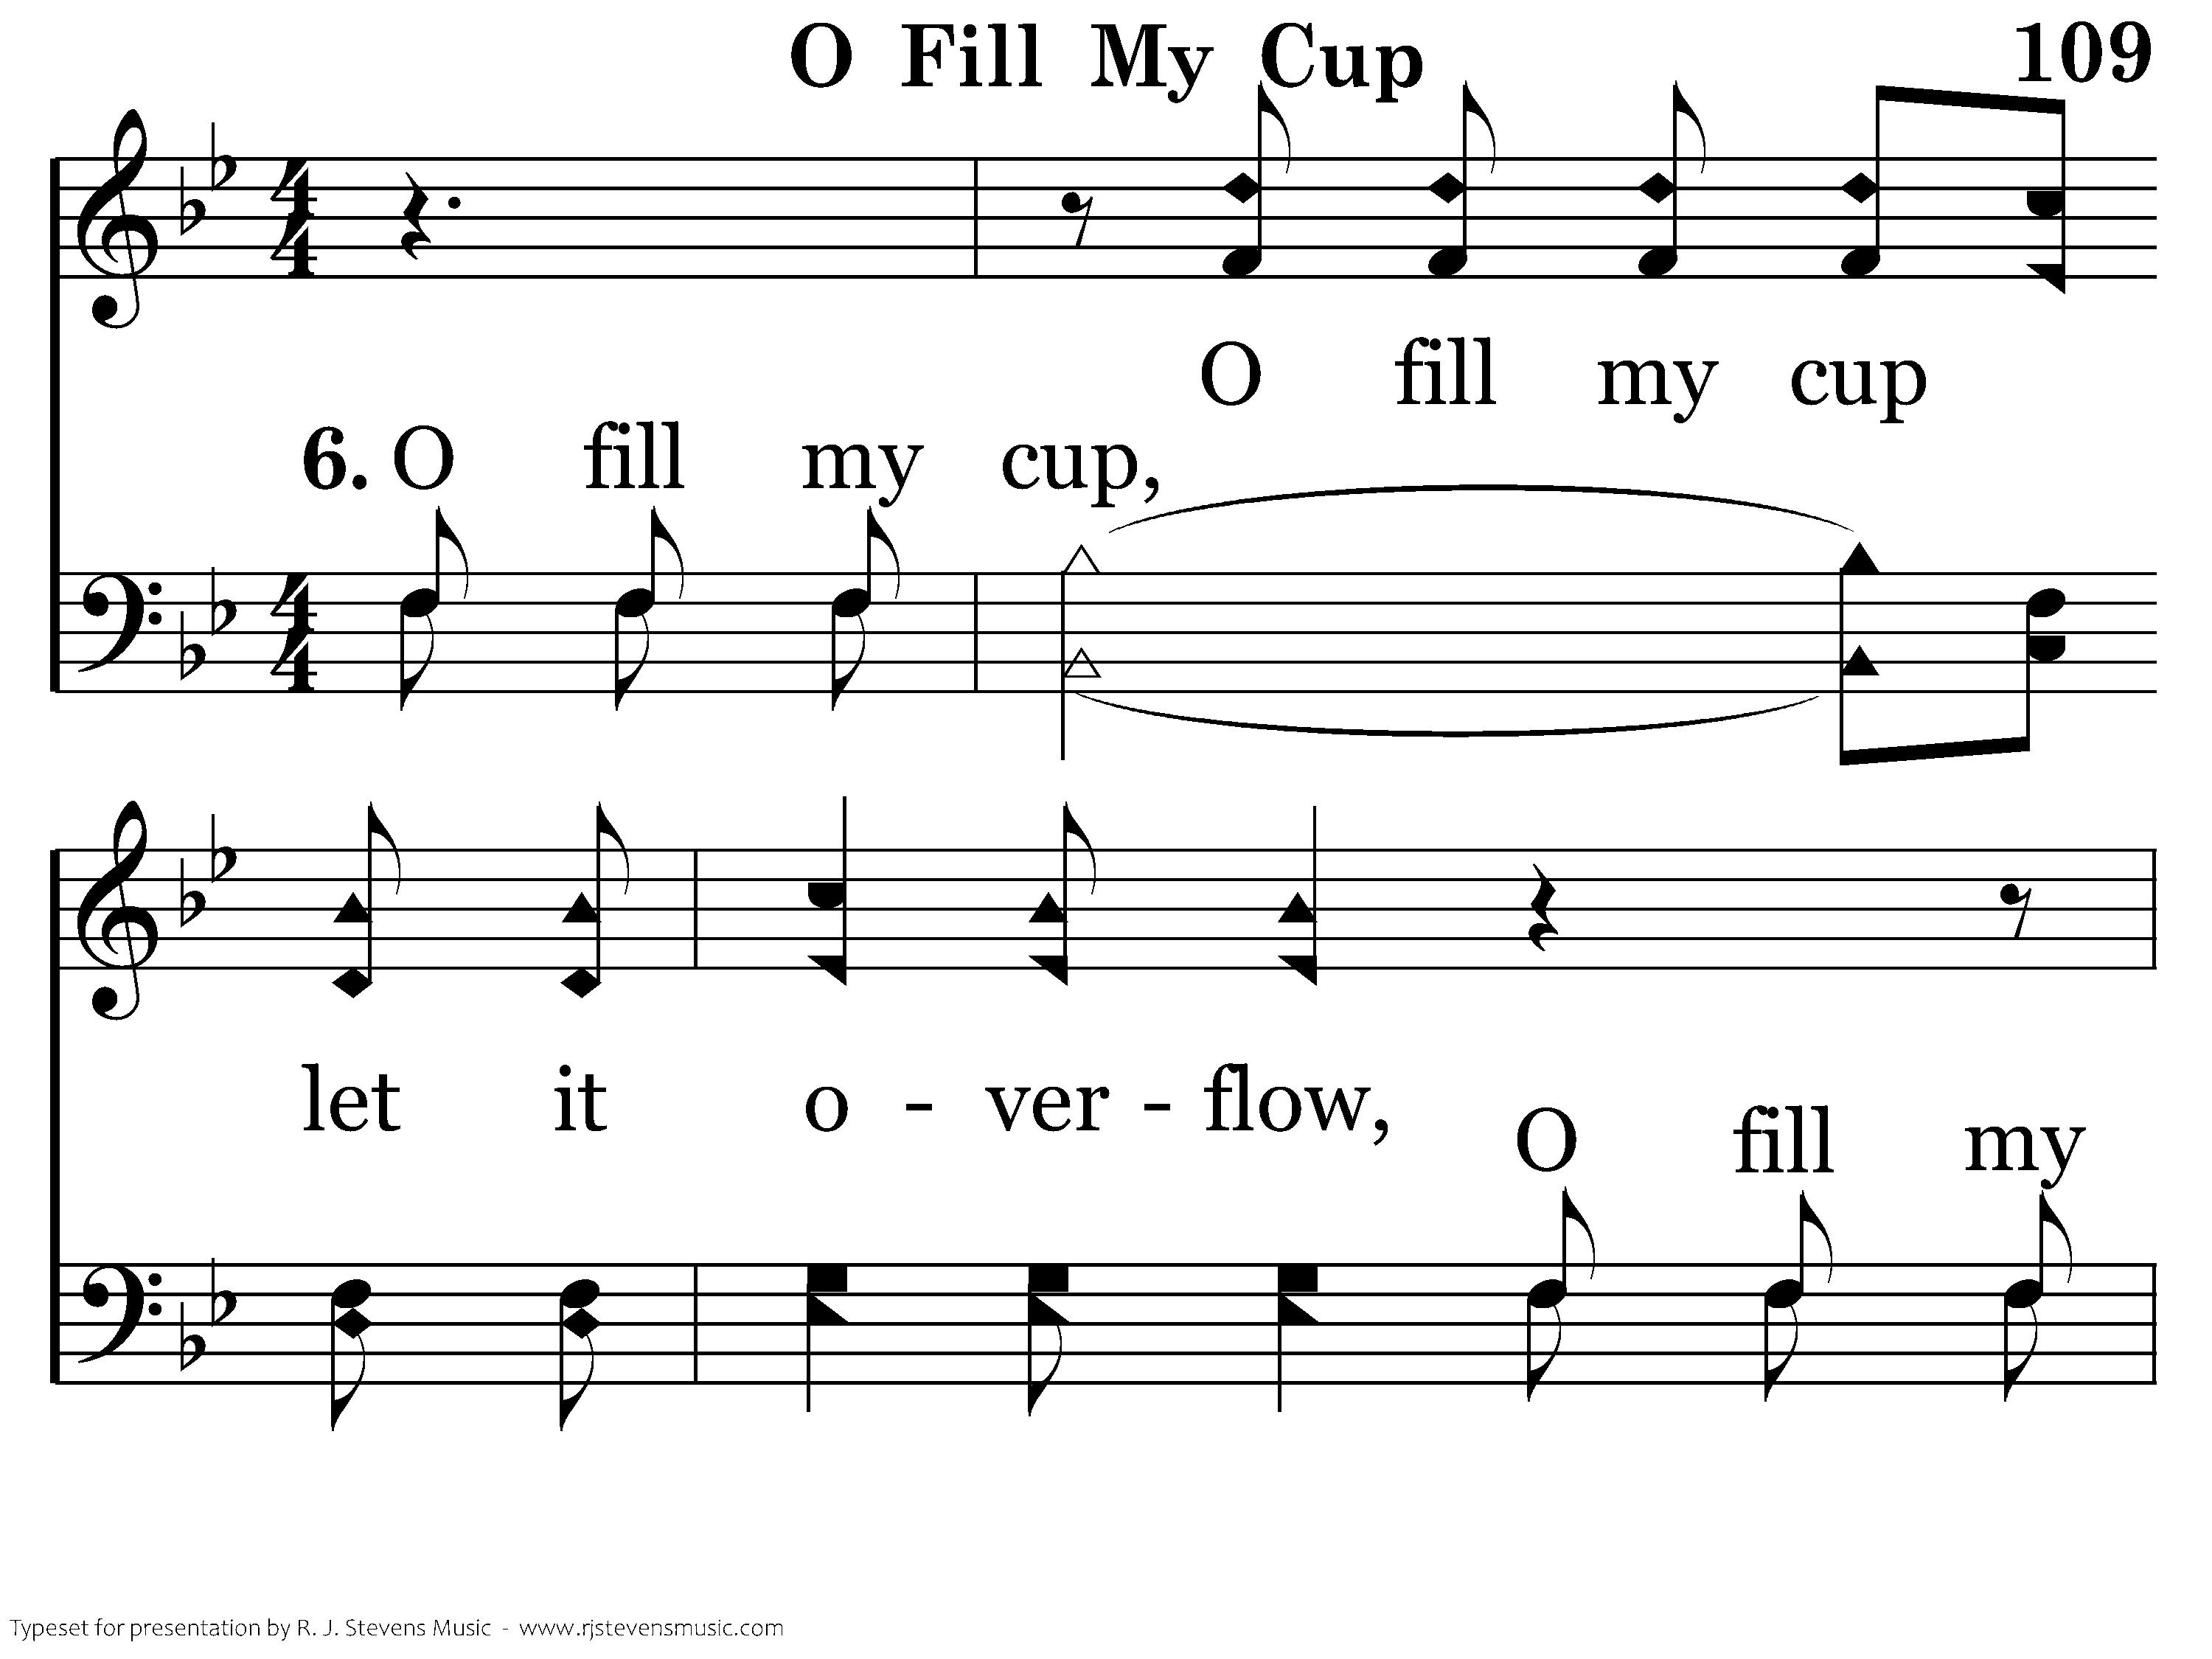 O Fill My Cup 109
O fill my cup
6. O fill my cup,
let it o - ver - flow,
O fill my
Typeset for presentation by R. J. Stevens Music - www.rjstevensmusic.com